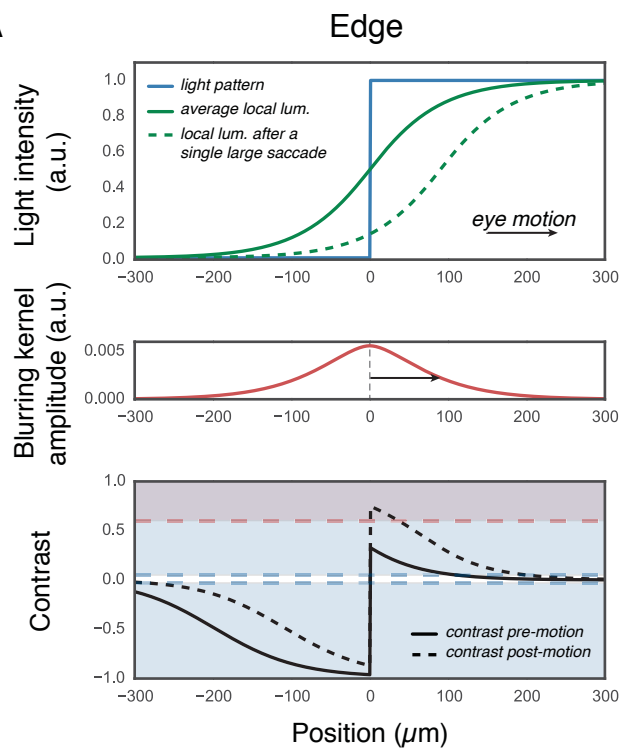 A
Edge
Light intensity
(a.u.)
1.0
0.8
0.6
0.4
0.2
0.0
light pattern
average local lum.
local lum. after a
single large saccade
eye motion
−300 −200 −100 0 100 200 300
Blurring kernel
amplitude (a.u.)
0.005
0.000
−300 −200 −100 0 100 200 300
Contrast
1.0
0.5
0.0
−0.5
−1.0
contrast pre-motion
contrast post-motion
−300 −200 −100 0 100 200 300
Position (μm)